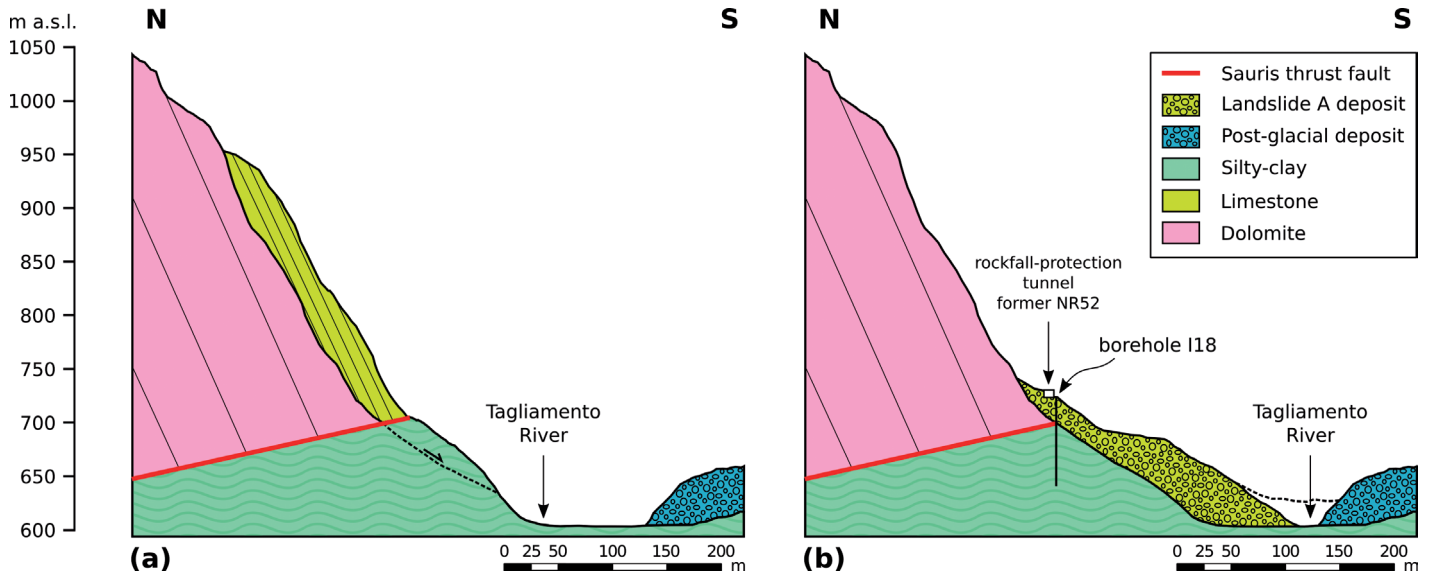 m a.s.l.
N
S
N
S
1050
1000
950
900
850
800
750
700
650
600
Tagliamento
River
0 25 50 100 150 200
m
(a)
Sauris thrust fault
Landslide A deposit
Post-glacial deposit
Silty-clay
Limestone
Dolomite
rockfall-protection
tunnel
former NR52
borehole I18
Tagliamento
River
0 25 50 100 150 200
m
(b)